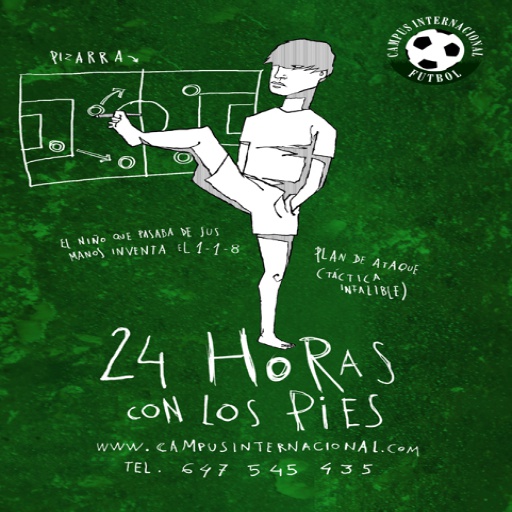 CAMPUS INTERNACIONAL
FUTBOL
PIZARRA
EL NIÑO QUE PASABA DE SUS
MANOS INVENTA EL 1-1-8
PLAN DE ATAQUE
(TÁCTICA
INFALIBLE)
24 HORAS
CON LOS PIES
WWW.CAMPUSINTERNACIONAL.COM
TEL. 647 545 435